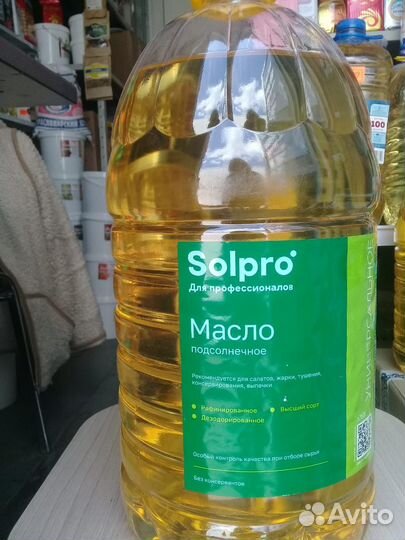 Solpro
Для профессионалов
Масло
подсолнечное
Рекомендуется для салатов, жарки, тушения,
консервирования, выпечки
Рафинированное
Высший сорт
Дезодорированное
Особый контроль качества при отборе сырья
Без консервантов
УНИВЕРСАЛЬНОЕ
100
Avito